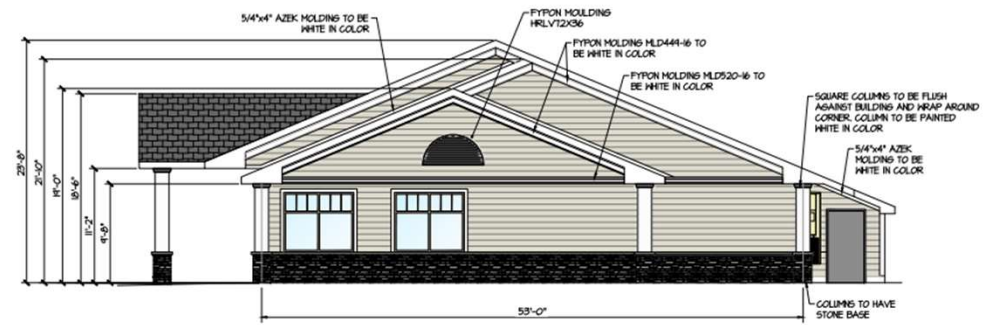 5/4"x4" AZEK MOLDING TO BE
WHITE IN COLOR
FYPON MOULDING
HRLV72X36
FYPON MOLDING MLD449-16 TO
BE WHITE IN COLOR
FYPON MOLDING MLD520-16 TO
BE WHITE IN COLOR
SQUARE COLUMNS TO BE FLUSH
AGAINST BUILDING AND WRAP AROUND
CORNER. COLUMN TO BE PAINTED
WHITE IN COLOR
5/4"x4" AZEK
MOLDING TO BE
WHITE IN COLOR
23'-8"
21'-10"
19'-0"
18'-6"
11'-2"
9'-8"
53'-0"
COLUMNS TO HAVE
STONE BASE